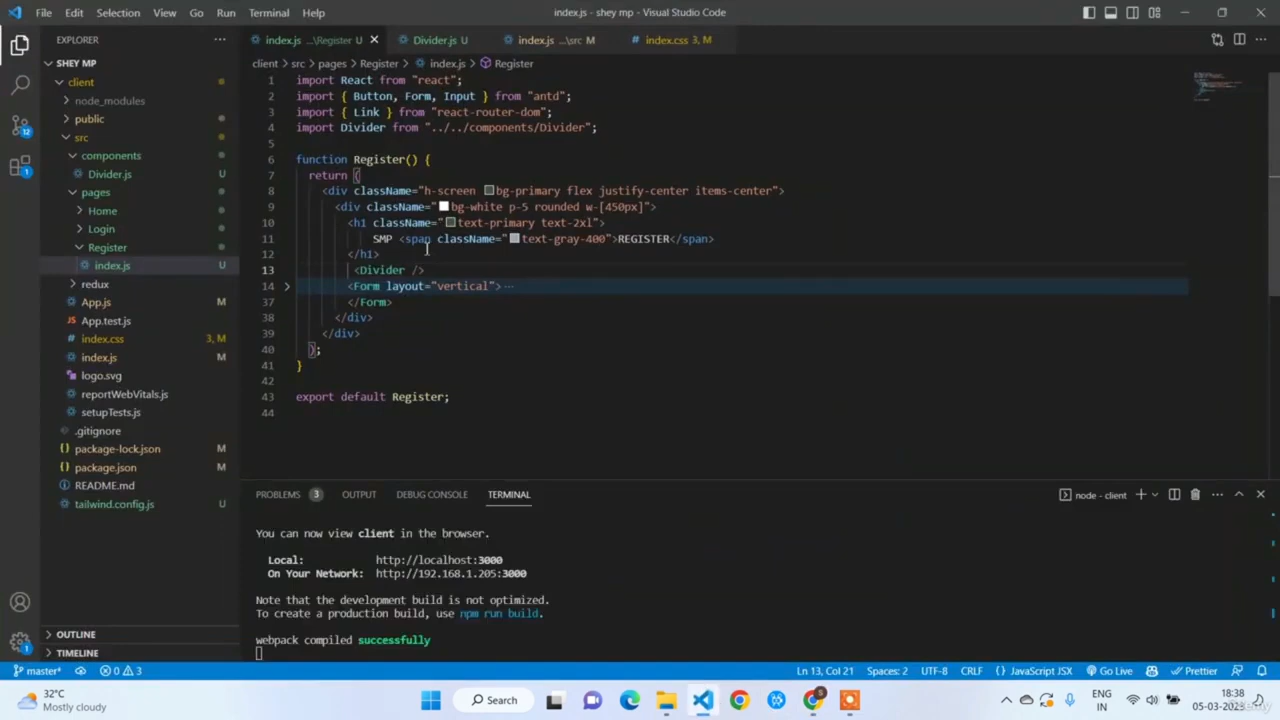 File Edit Selection View Go Run Terminal Help
index.js - shey mp - Visual Studio Code
EXPLORER
SHEY MP
client
node_modules
public
src
components
Divider.js U
pages
Home
Login
Register
index.js U
redux
App.js M
App.test.js
index.css 3, M
index.js M
logo.svg
reportWebVitals.js
setupTests.js
.gitignore
package-lock.json M
package.json M
README.md
tailwind.config.js U
OUTLINE
TIMELINE
index.js ...\Register U Divider.js U index.js ...\src M index.css 3, M
client > src > pages > Register > index.js > Register
1 import React from "react";
2 import { Button, Form, Input } from "antd";
3 import { Link } from "react-router-dom";
4 import Divider from "../../components/Divider";
5
6 function Register() {
7 return (
8 <div className="h-screen bg-primary flex justify-center items-center">
9 <div className="bg-white p-5 rounded w-[450px]">
10 <h1 className="text-primary text-2xl">
11 SMP <span className="text-gray-400">REGISTER</span>
12 </h1>
13 <Divider />
14 <Form layout="vertical"> ...
37 </Form>
38 </div>
39 </div>
40 );
41 }
42
43 export default Register;
44
PROBLEMS 3 OUTPUT DEBUG CONSOLE TERMINAL
node - client
You can now view client in the browser.
Local: http://localhost:3000
On Your Network: http://192.168.1.205:3000
Note that the development build is not optimized.
To create a production build, use npm run build.
webpack compiled successfully
master* 0 3
Ln 13, Col 21 Spaces: 2 UTF-8 CRLF {} JavaScript JSX Go Live Prettier
32°C
Mostly cloudy
Search
ENG
IN
18:38
05-03-2023